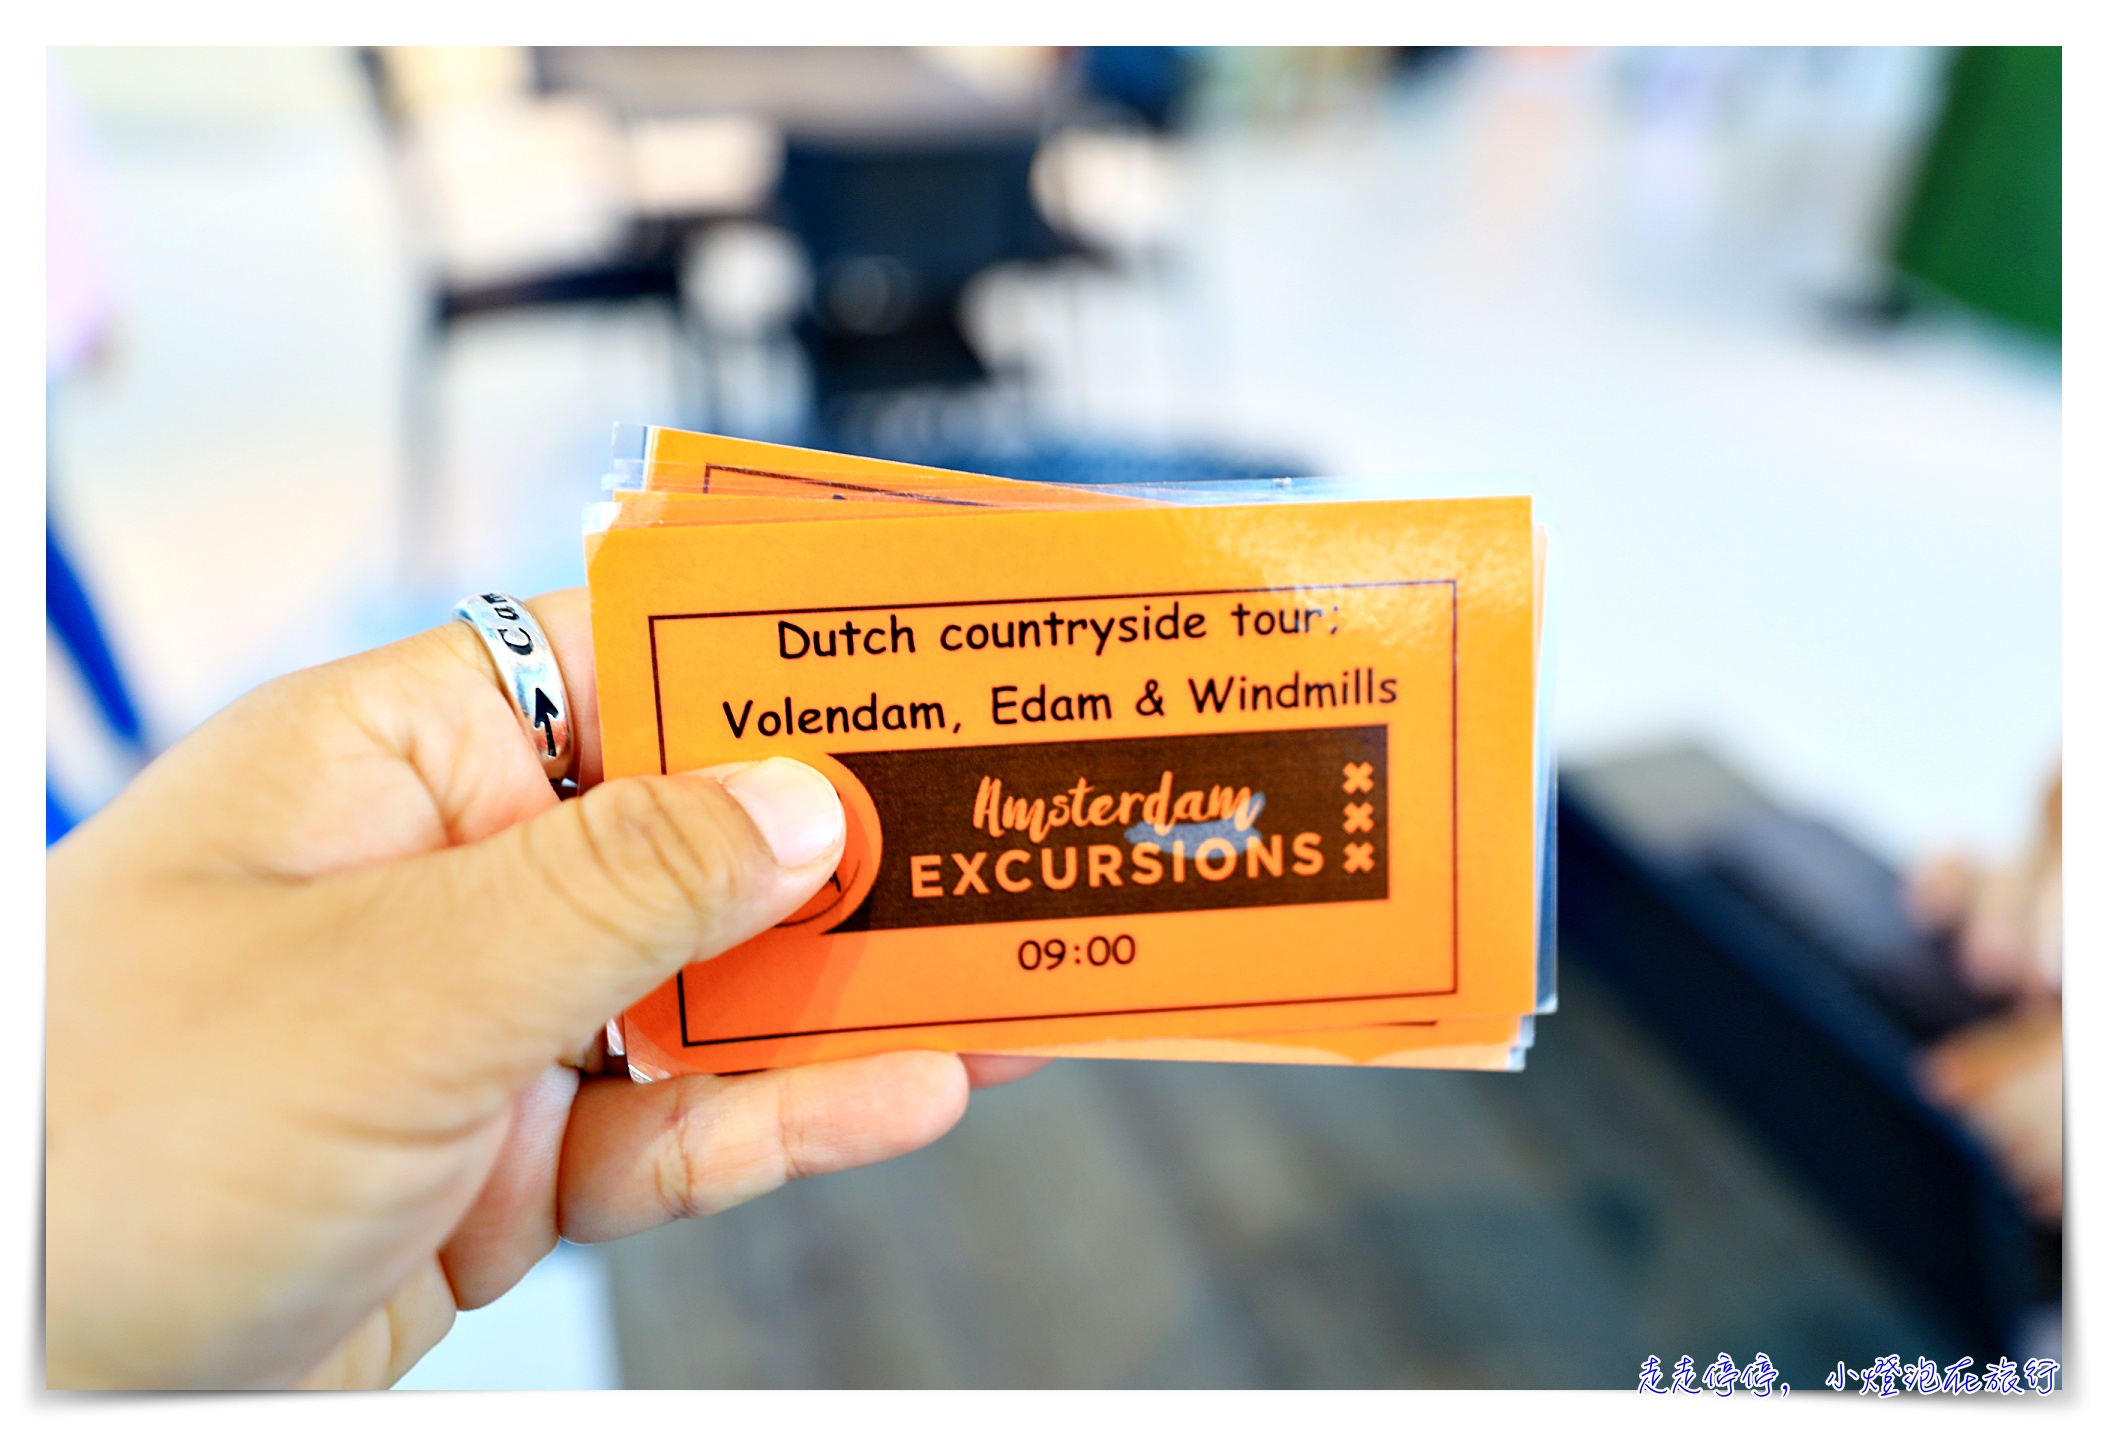 Dutch countryside tour;
Volendam, Edam & Windmills
Amsterdam
EXCURSIONS
09:00
走走停停，小燈泡在旅行